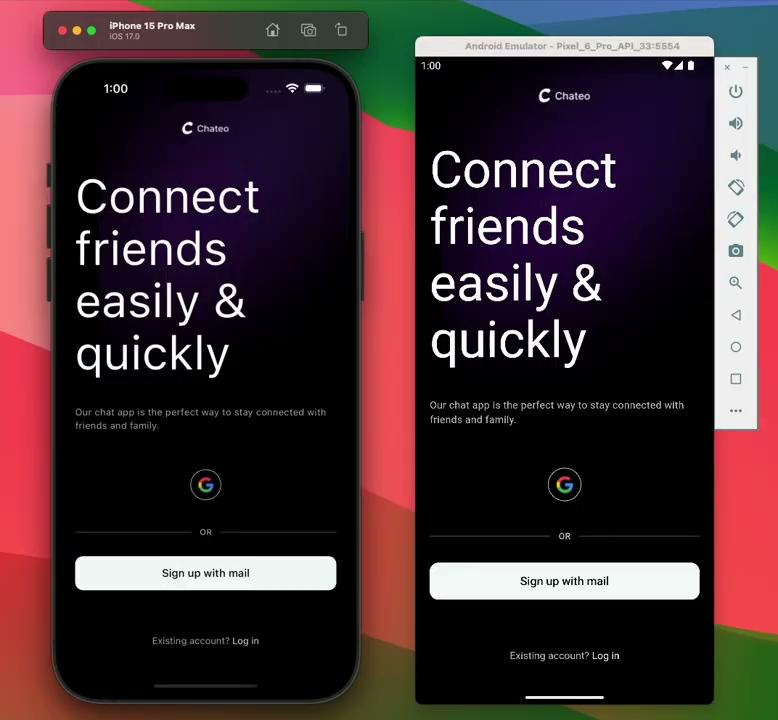 iPhone 15 Pro Max
iOS 17.0
1:00
Chateo
Connect
friends
easily &
quickly
Our chat app is the perfect way to stay connected with
friends and family.
OR
Sign up with mail
Existing account? Log in
Android Emulator - Pixel_6_Pro_API_33:5554
1:00
Chateo
Connect
friends
easily &
quickly
Our chat app is the perfect way to stay connected with
friends and family.
OR
Sign up with mail
Existing account? Log in